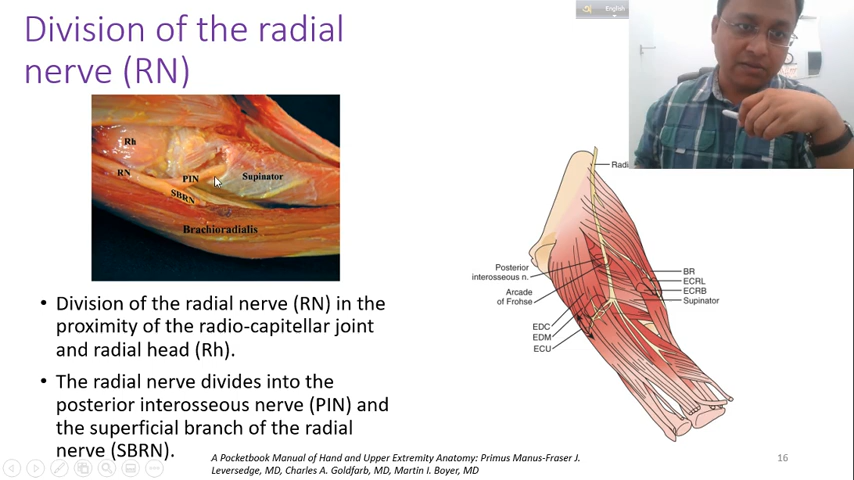 Division of the radial
nerve (RN)
English
Rh
RN
PIN
Supinator
SBRN
Brachioradialis
• Division of the radial nerve (RN) in the
proximity of the radio-capitellar joint
and radial head (Rh).
• The radial nerve divides into the
posterior interosseous nerve (PIN) and
the superficial branch of the radial
nerve (SBRN).
Posterior
interosseous n.
Arcade
of Frohse
EDC
EDM
ECU
BR
ECRL
ECRB
Supinator
A Pocketbook Manual of Hand and Upper Extremity Anatomy: Primus Manus-Fraser J.
Leversedge, MD, Charles A. Goldfarb, MD, Martin I. Boyer, MD
16